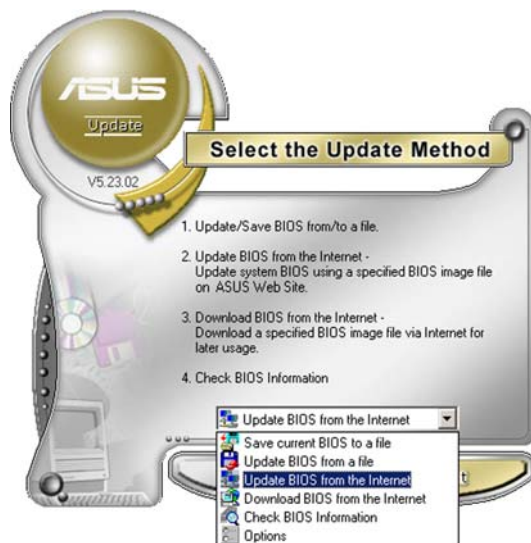 ASUS
Update
V5.23.02
Select the Update Method
1. Update/Save BIOS from/to a file.
2. Update BIOS from the Internet -
Update system BIOS using a specified BIOS image file
on ASUS Web Site.
3. Download BIOS from the Internet -
Download a specified BIOS image file via Internet for
later usage.
4. Check BIOS Information
Update BIOS from the Internet
Save current BIOS to a file
Update BIOS from a file
Update BIOS from the Internet
Download BIOS from the Internet
Check BIOS Information
Options